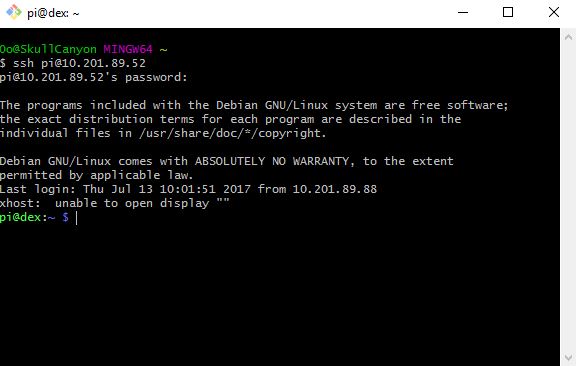 pi@dex: ~
Oo@SkullCanyon MINGW64 ~
$ ssh pi@10.201.89.52
pi@10.201.89.52's password:
The programs included with the Debian GNU/Linux system are free software;
the exact distribution terms for each program are described in the
individual files in /usr/share/doc/*/copyright.
Debian GNU/Linux comes with ABSOLUTELY NO WARRANTY, to the extent
permitted by applicable law.
Last login: Thu Jul 13 10:01:51 2017 from 10.201.89.88
xhost:  unable to open display ""
pi@dex:~ $